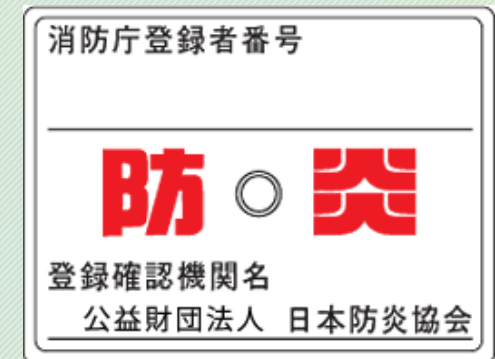 消防庁登録者番号
防 ◎ 炎
登録確認機関名
公益財団法人 日本防炎協会